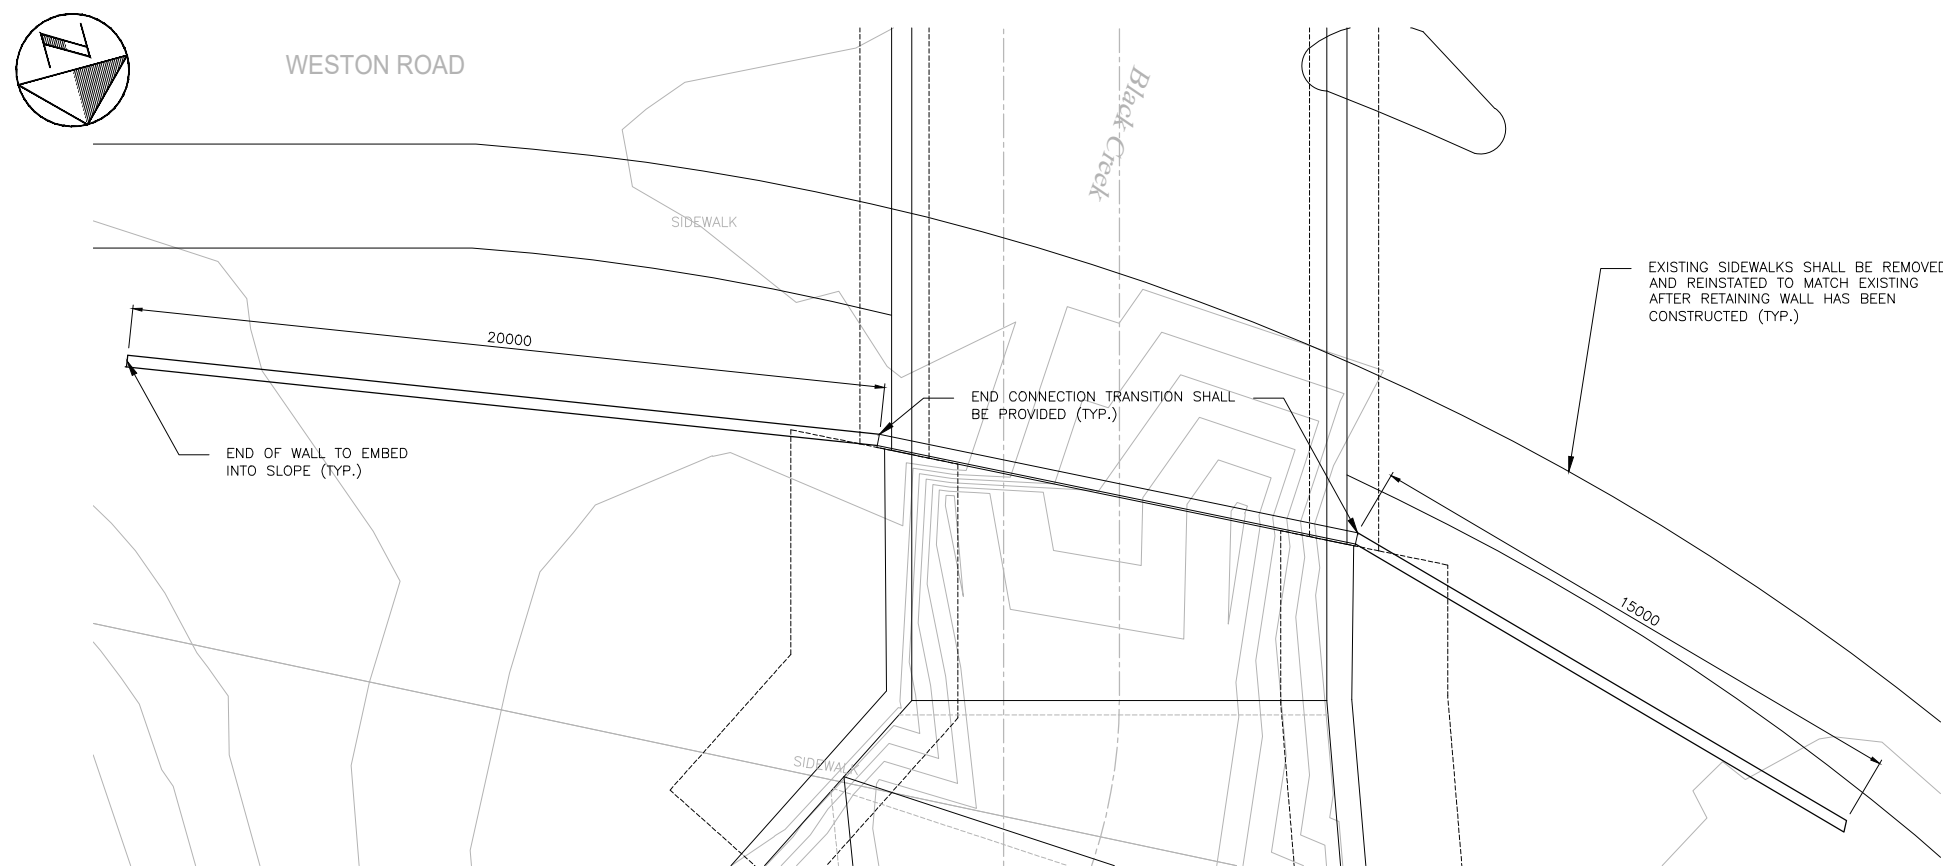 WESTON ROAD
Black Creek
SIDEWALK
EXISTING SIDEWALKS SHALL BE REMOVED
AND REINSTATED TO MATCH EXISTING
AFTER RETAINING WALL HAS BEEN
CONSTRUCTED (TYP.)
20000
END CONNECTION TRANSITION SHALL
BE PROVIDED (TYP.)
END OF WALL TO EMBED
INTO SLOPE (TYP.)
15000
SIDEWALK